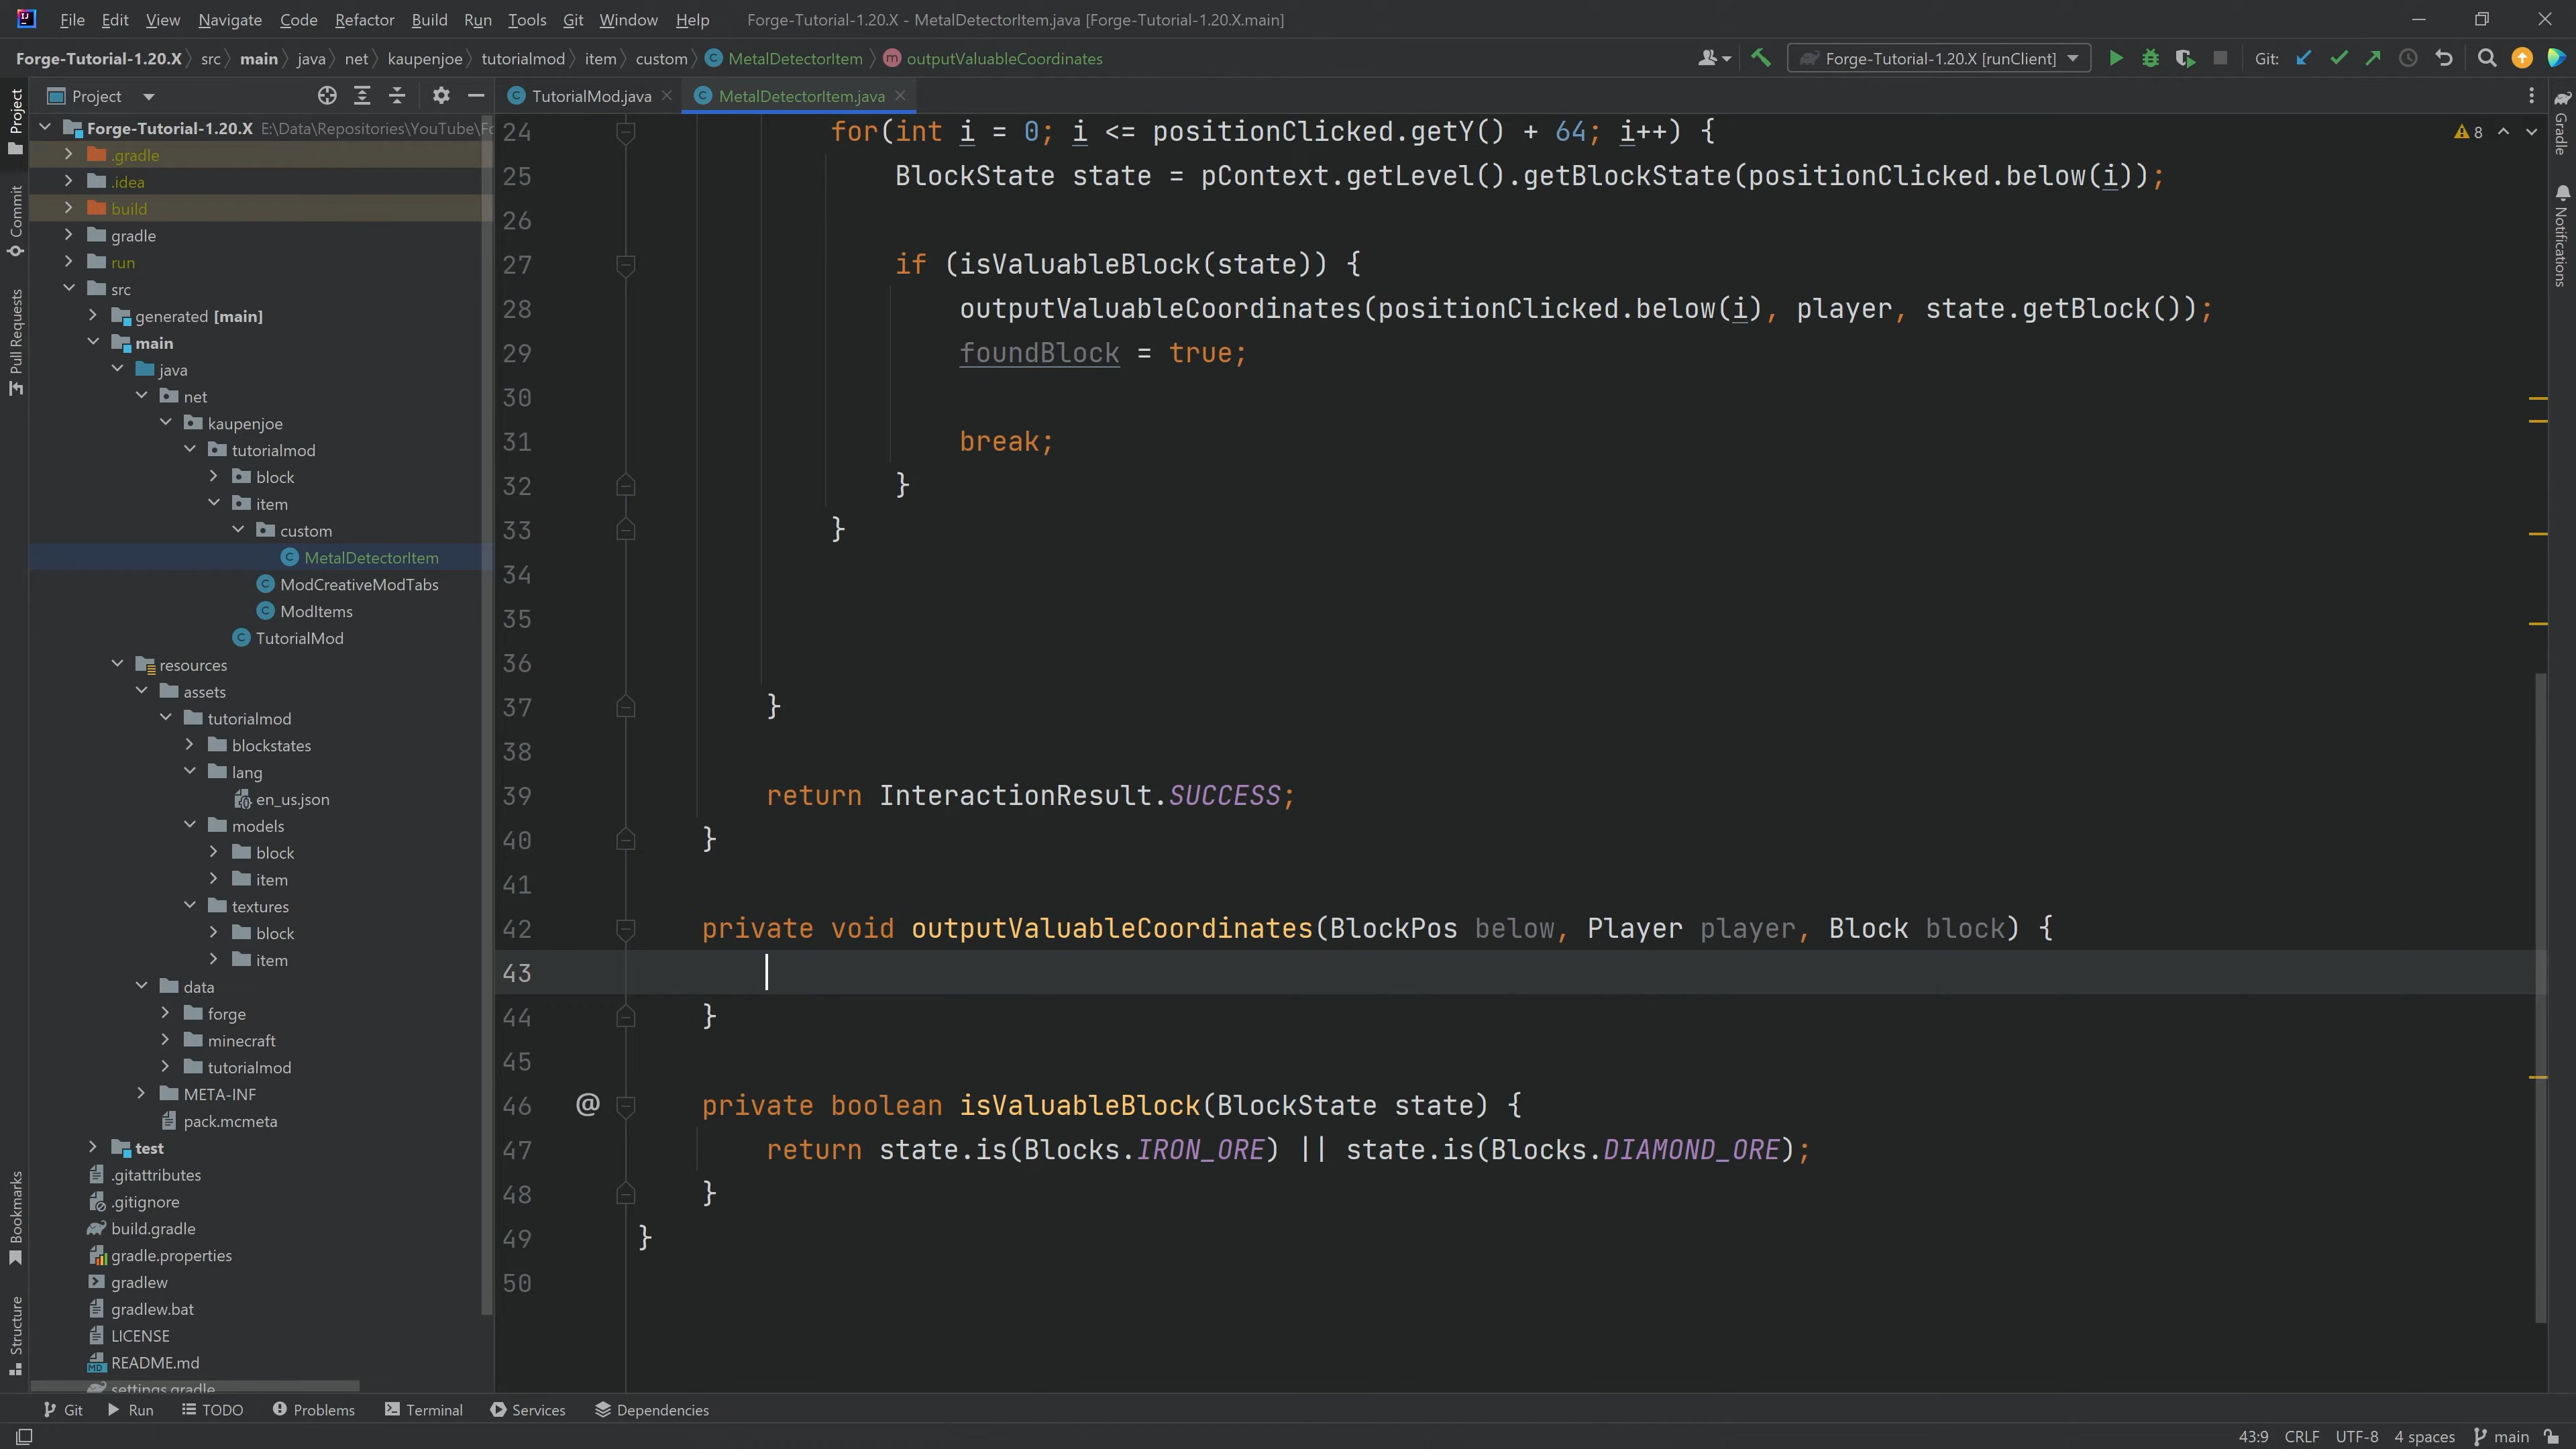 File Edit View Navigate Code Refactor Build Run Tools Git Window Help Forge-Tutorial-1.20.X - MetalDetectorItem.java [Forge-Tutorial-1.20.X.main]
Forge-Tutorial-1.20.X src main java net kaupenjoe tutorialmod item custom MetalDetectorItem outputValuableCoordinates Forge-Tutorial-1.20.X [runClient] Git:
Project
TutorialMod.java MetalDetectorItem.java
Forge-Tutorial-1.20.X E:\Data\Repositories\YouTube\Fo
.gradle
.idea
build
gradle
run
src
generated [main]
main
java
net
kaupenjoe
tutorialmod
block
item
custom
MetalDetectorItem
ModCreativeModTabs
ModItems
TutorialMod
resources
assets
tutorialmod
blockstates
lang
en_us.json
models
block
item
textures
block
item
data
forge
minecraft
tutorialmod
META-INF
pack.mcmeta
test
.gitattributes
.gitignore
build.gradle
gradle.properties
gradlew
gradlew.bat
LICENSE
README.md
settings.gradle
24 for(int i = 0; i <= positionClicked.getY() + 64; i++) {
25 BlockState state = pContext.getLevel().getBlockState(positionClicked.below(i));
26
27 if (isValuableBlock(state)) {
28 outputValuableCoordinates(positionClicked.below(i), player, state.getBlock());
29 foundBlock = true;
30
31 break;
32 }
33 }
34
35
36
37 }
38
39 return InteractionResult.SUCCESS;
40 }
41
42 private void outputValuableCoordinates(BlockPos below, Player player, Block block) {
43
44 }
45
46 @ private boolean isValuableBlock(BlockState state) {
47 return state.is(Blocks.IRON_ORE) || state.is(Blocks.DIAMOND_ORE);
48 }
49 }
50
8
Project
Commit
Pull Requests
Bookmarks
Structure
Gradle
Notifications
Git Run TODO Problems Terminal Services Dependencies
43:9 CRLF UTF-8 4 spaces main